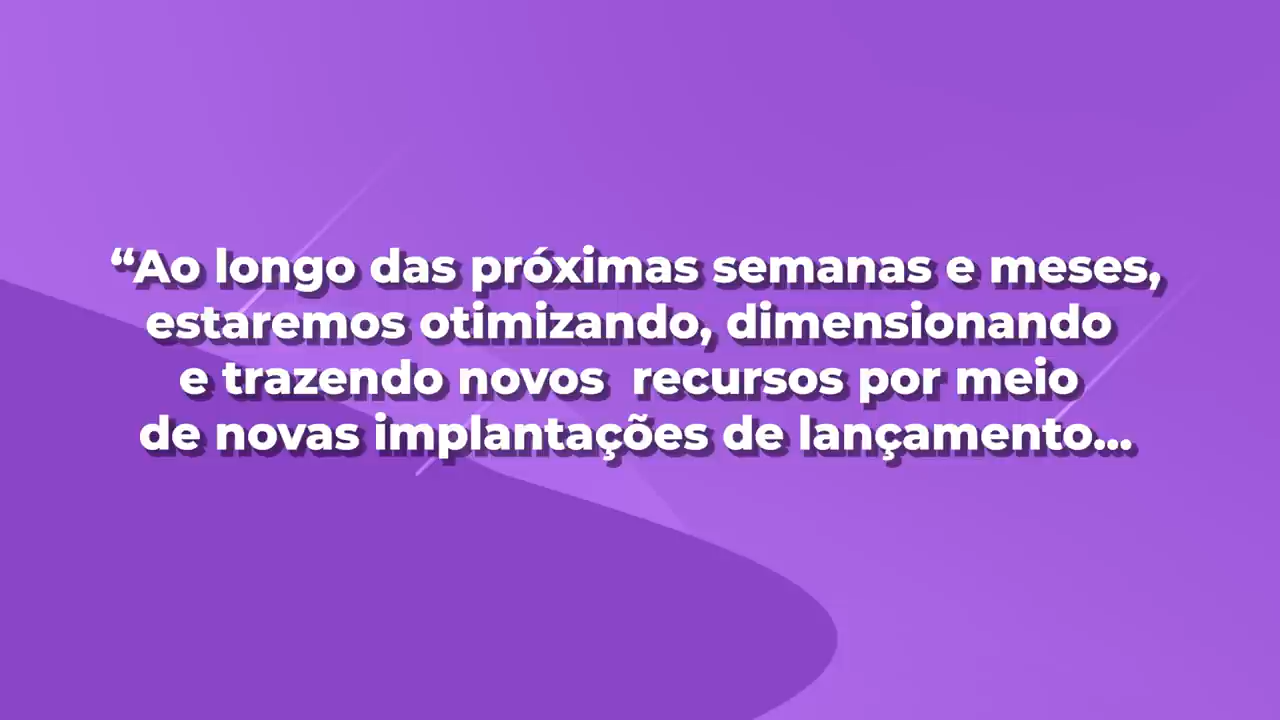 “Ao longo das próximas semanas e meses,
estaremos otimizando, dimensionando
e trazendo novos  recursos por meio
de novas implantações de lançamento...